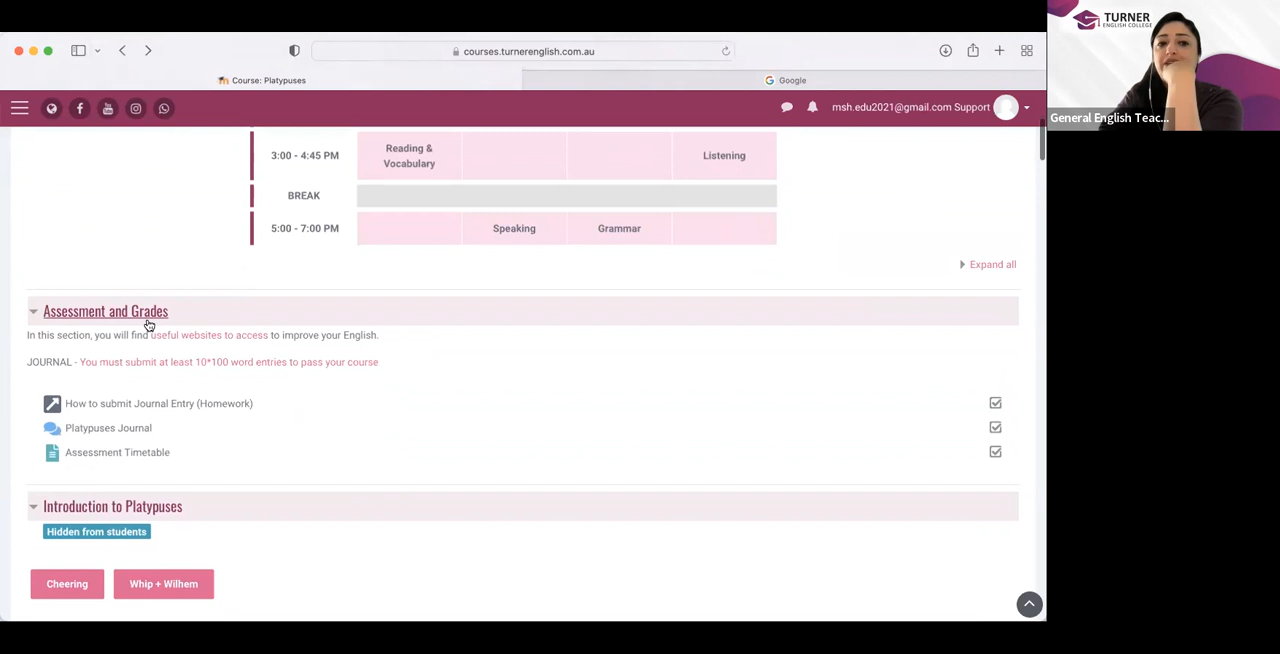 courses.turnerenglish.com.au
Course: Platypuses
Google
msh.edu2021@gmail.com Support
TURNER
ENGLISH COLLEGE
General English Teac...
3:00 - 4:45 PM
Reading &
Vocabulary
Listening
BREAK
5:00 - 7:00 PM
Speaking
Grammar
Expand all
Assessment and Grades
In this section, you will find useful websites to access to improve your English.
JOURNAL - You must submit at least 10*100 word entries to pass your course
How to submit Journal Entry (Homework)
Platypuses Journal
Assessment Timetable
Introduction to Platypuses
Hidden from students
Cheering
Whip + Wilhem